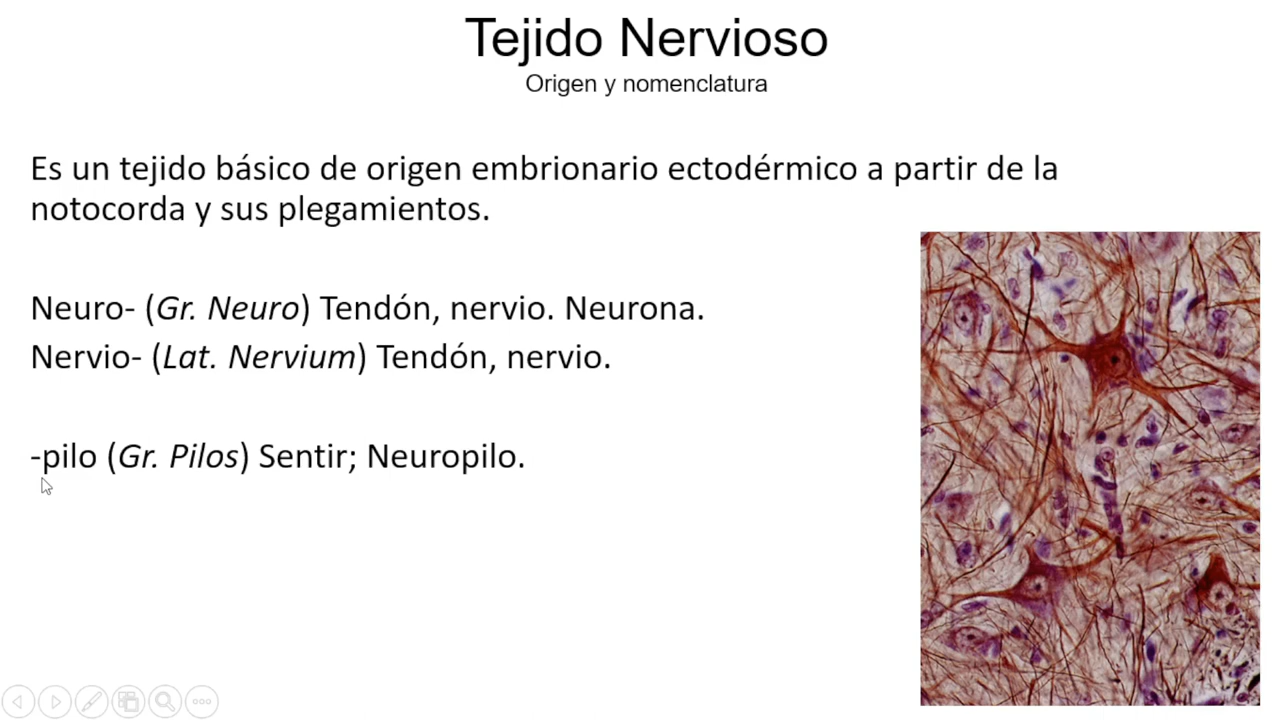 Tejido Nervioso
Origen y nomenclatura
Es un tejido básico de origen embrionario ectodérmico a partir de la
notocorda y sus plegamientos.
Neuro- (Gr. Neuro) Tendón, nervio. Neurona.
Nervio- (Lat. Nervium) Tendón, nervio.
-pilo (Gr. Pilos) Sentir; Neuropilo.